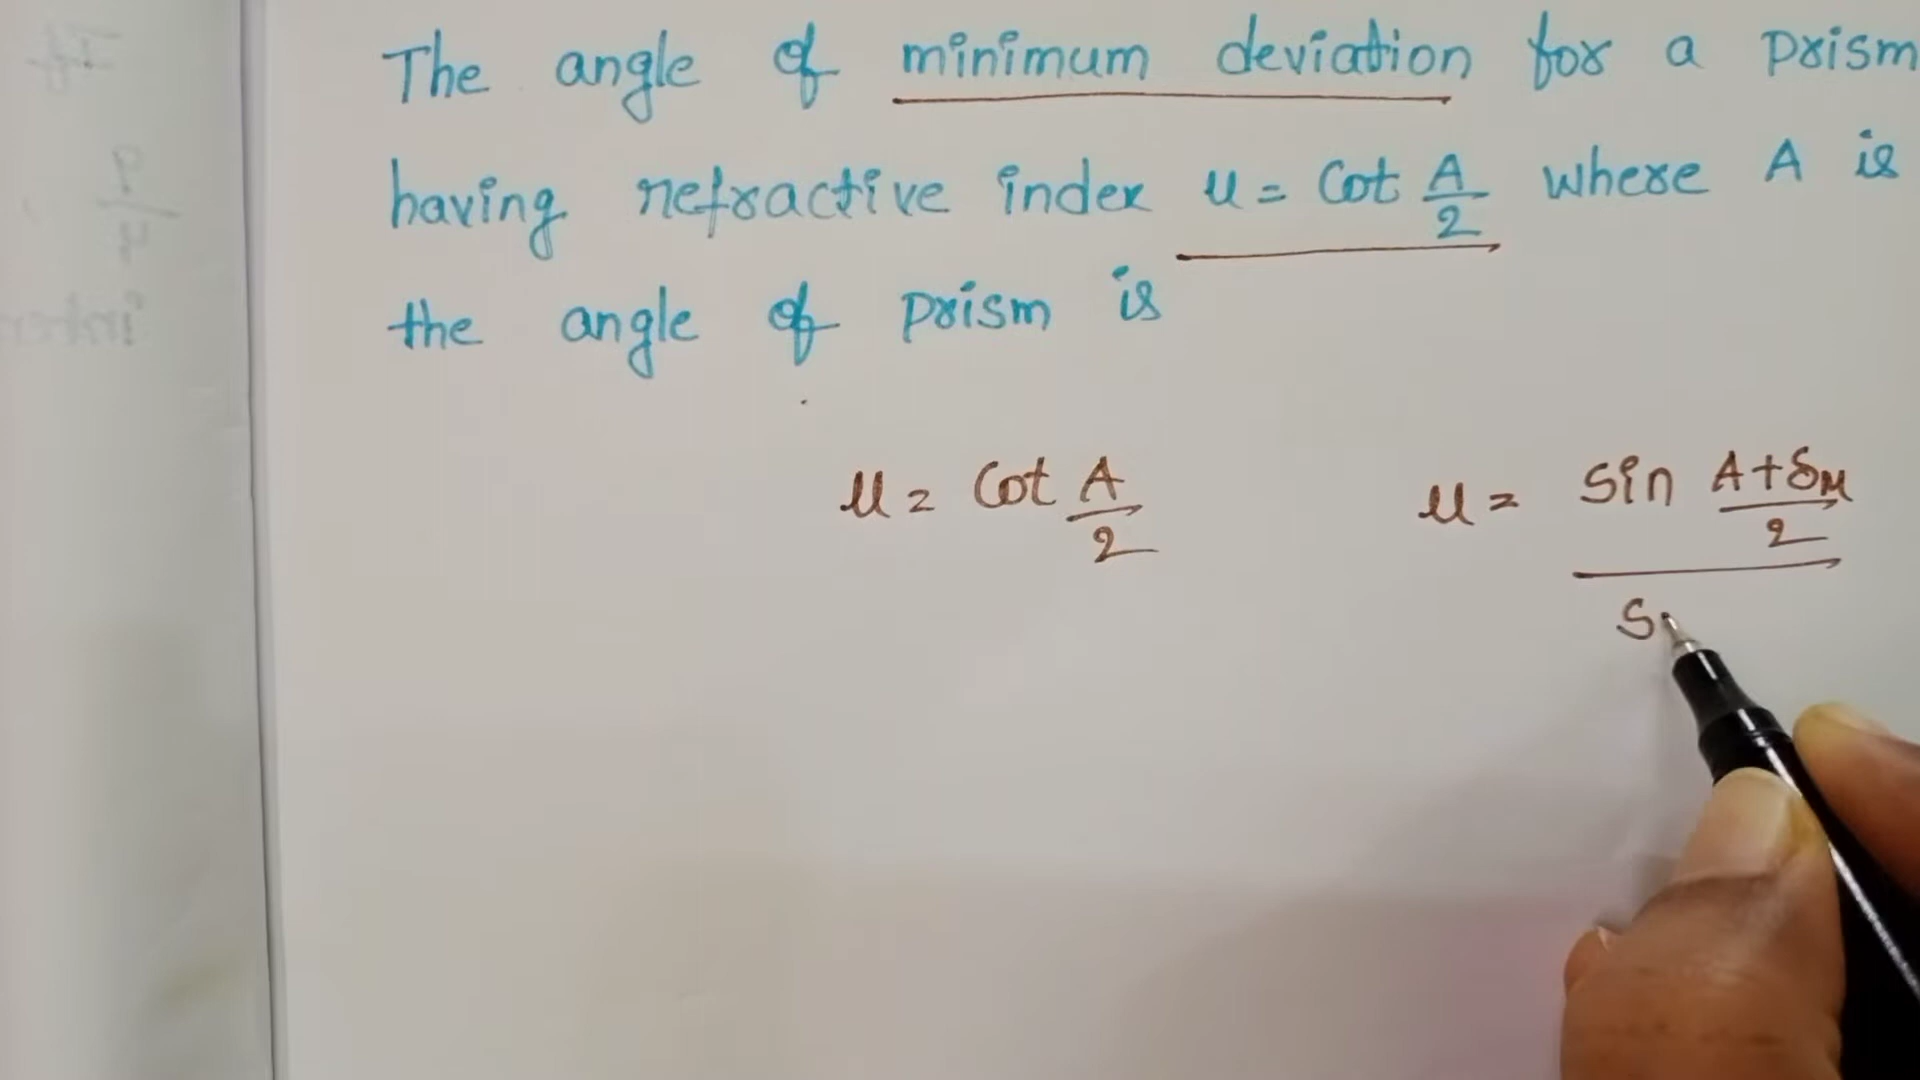 The angle of minimum deviation for a prism
having refractive index u = Cot A/2 where A is
the angle of prism is
u = Cot A/2
u = Sin A+δM/2
S